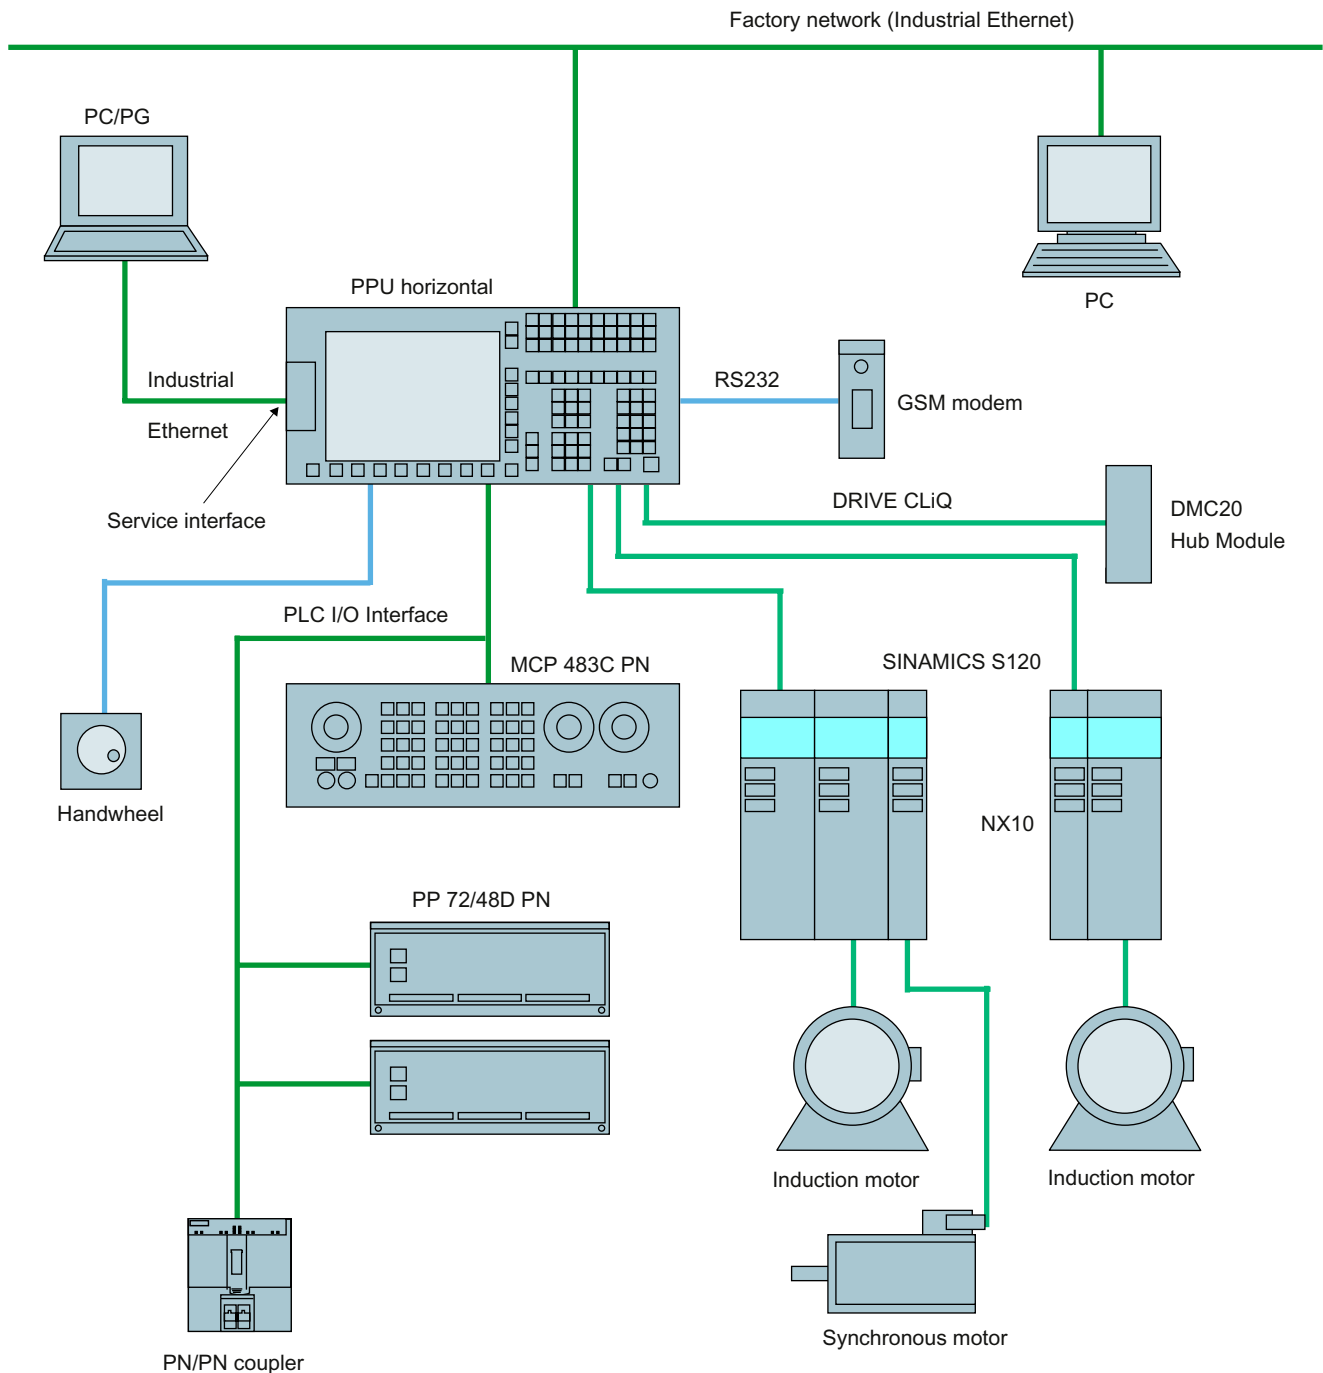 Factory network (Industrial Ethernet)
PC/PG
PC
PPU horizontal
Industrial
Ethernet
RS232
GSM modem
Service interface
DRIVE CLiQ
DMC20
Hub Module
PLC I/O Interface
MCP 483C PN
SINAMICS S120
Handwheel
NX10
PP 72/48D PN
Induction motor
Induction motor
Synchronous motor
PN/PN coupler